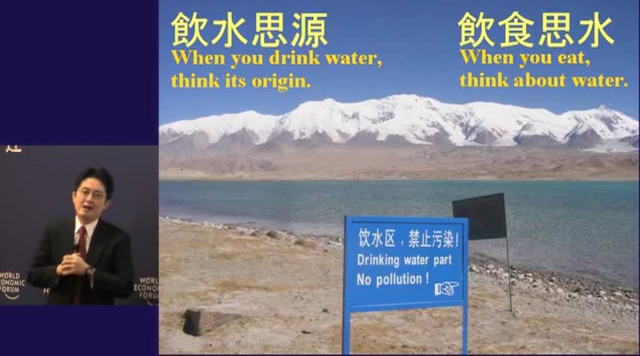 飲水思源
When you drink water,
think its origin.
飲食思水
When you eat,
think about water.
饮水区，禁止污染！
Drinking water part
No pollution !
WORLD
ECONOMIC
FORUM
WORLD
ECONO
FORUM